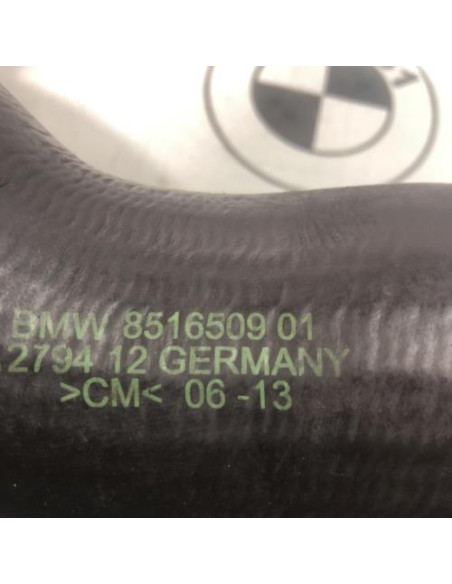 BMW 8516509 01
2794 12 GERMANY
>CM< 06 -13